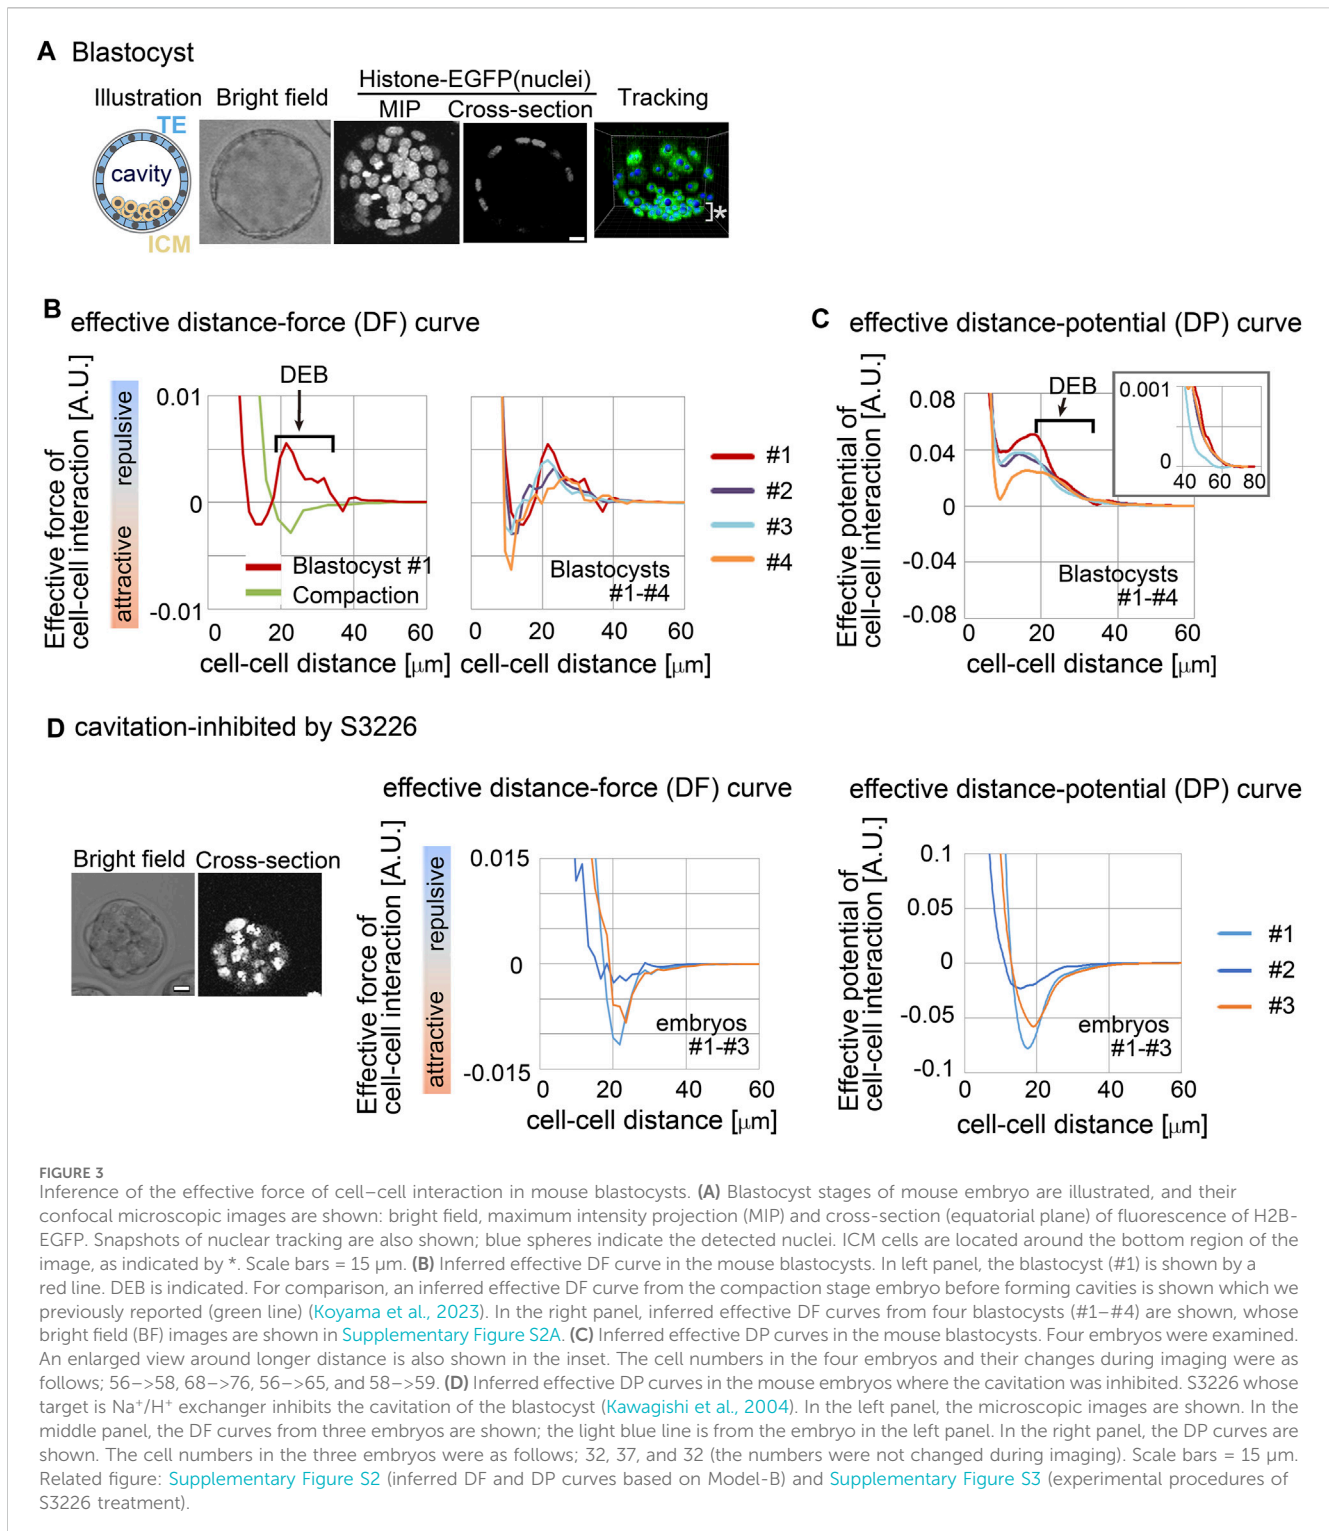 A Blastocyst
Illustration
Bright field
Histone-EGFP(nuclei)
MIP
Cross-section
Tracking
TE
cavity
ICM
*
B effective distance-force (DF) curve
Effective force of
cell-cell interaction [A.U.]
attractive repulsive
0.01
0
-0.01
DEB
Blastocyst #1
Compaction
0 20 40 60
cell-cell distance [μm]
Blastocysts
#1-#4
0 20 40 60
cell-cell distance [μm]
#1
#2
#3
#4
C effective distance-potential (DP) curve
Effective potential of
cell-cell interaction [A.U.]
0.08
0.04
0
-0.04
-0.08
DEB
0.001
0
40 60 80
Blastocysts
#1-#4
0 20 40 60
cell-cell distance [μm]
D cavitation-inhibited by S3226
Bright field
Cross-section
effective distance-force (DF) curve
Effective force of
cell-cell interaction [A.U.]
attractive repulsive
0.015
0
-0.015
embryos
#1-#3
0 20 40 60
cell-cell distance [μm]
effective distance-potential (DP) curve
Effective potential of
cell-cell interaction [A.U.]
0.1
0.05
0
-0.05
-0.1
embryos
#1-#3
0 20 40 60
cell-cell distance [μm]
#1
#2
#3
FIGURE 3
Inference of the effective force of cell–cell interaction in mouse blastocysts. (A) Blastocyst stages of mouse embryo are illustrated, and their
confocal microscopic images are shown: bright field, maximum intensity projection (MIP) and cross-section (equatorial plane) of fluorescence of H2B-
EGFP. Snapshots of nuclear tracking are also shown; blue spheres indicate the detected nuclei. ICM cells are located around the bottom region of the
image, as indicated by *. Scale bars = 15 μm. (B) Inferred effective DF curve in the mouse blastocysts. In left panel, the blastocyst (#1) is shown by a
red line. DEB is indicated. For comparison, an inferred effective DF curve from the compaction stage embryo before forming cavities is shown which we
previously reported (green line) (Koyama et al., 2023). In the right panel, inferred effective DF curves from four blastocysts (#1–#4) are shown, whose
bright field (BF) images are shown in Supplementary Figure S2A. (C) Inferred effective DP curves in the mouse blastocysts. Four embryos were examined.
An enlarged view around longer distance is also shown in the inset. The cell numbers in the four embryos and their changes during imaging were as
follows; 56–>58, 68–>76, 56–>65, and 58–>59. (D) Inferred effective DP curves in the mouse embryos where the cavitation was inhibited. S3226 whose
target is Na⁺/H⁺ exchanger inhibits the cavitation of the blastocyst (Kawagishi et al., 2004). In the left panel, the microscopic images are shown. In the
middle panel, the DF curves from three embryos are shown; the light blue line is from the embryo in the left panel. In the right panel, the DP curves are
shown. The cell numbers in the three embryos were as follows; 32, 37, and 32 (the numbers were not changed during imaging). Scale bars = 15 μm.
Related figure: Supplementary Figure S2 (inferred DF and DP curves based on Model-B) and Supplementary Figure S3 (experimental procedures of
S3226 treatment).